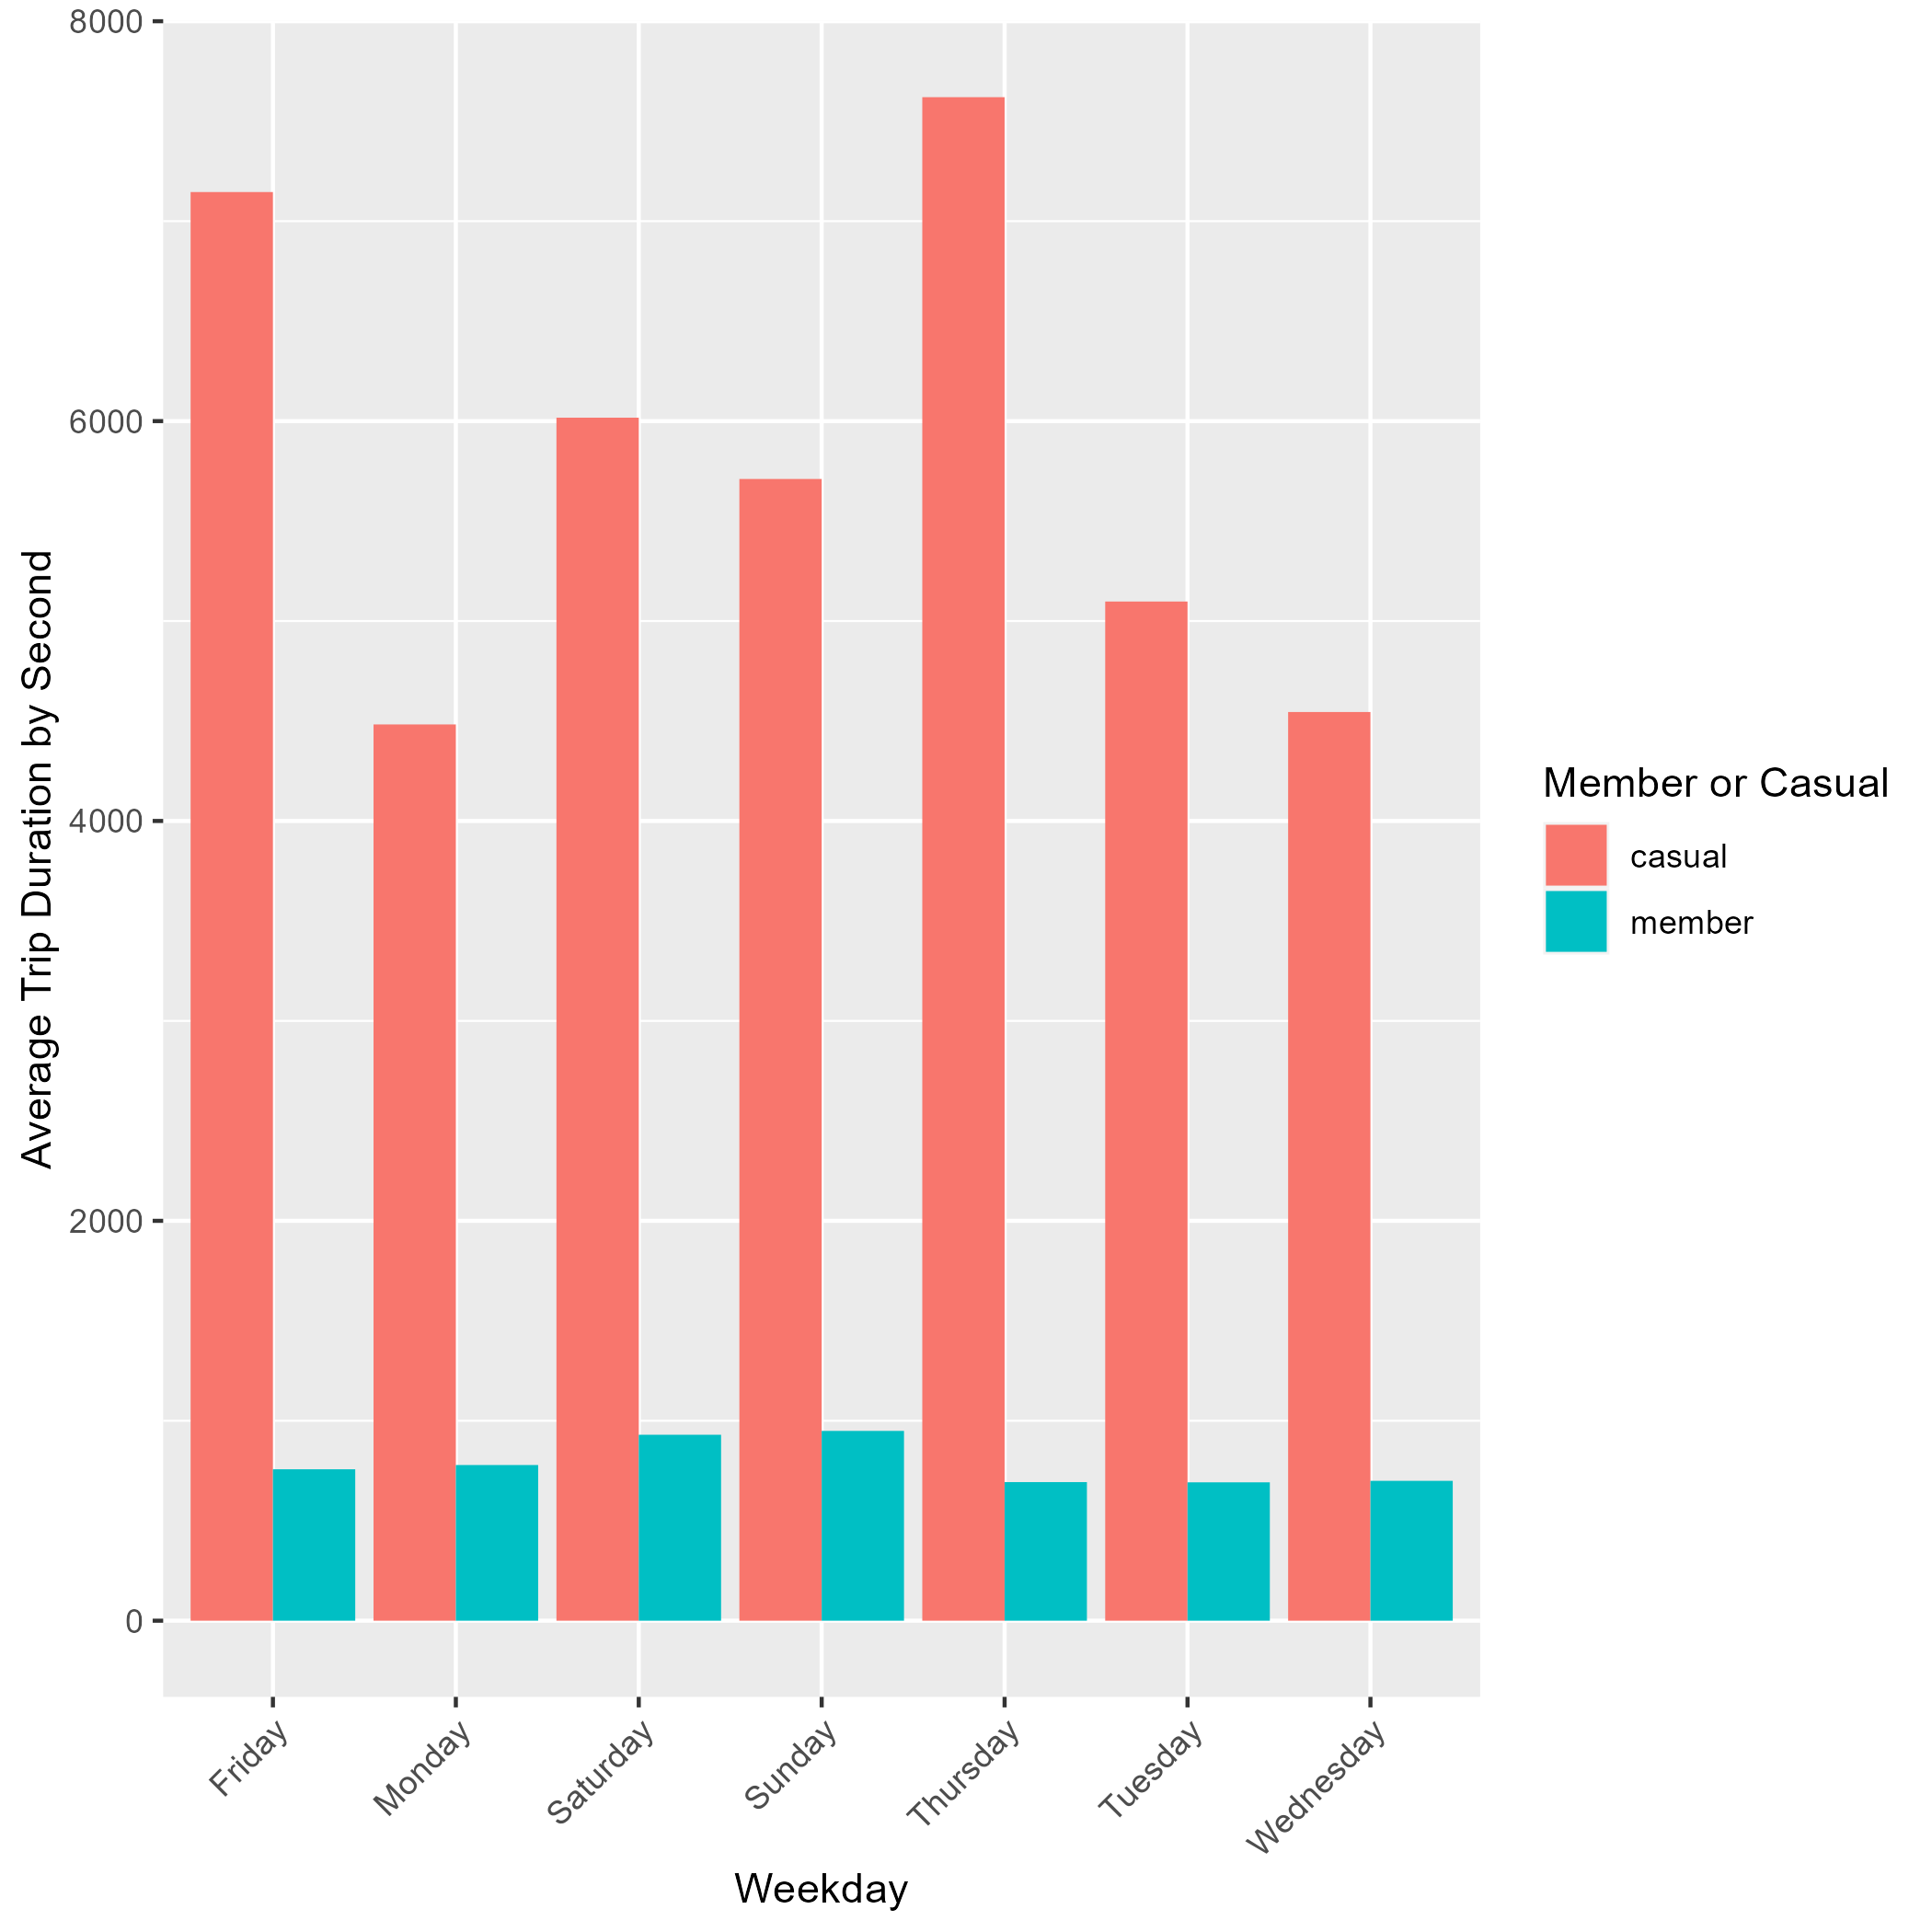 8000
6000
4000
2000
0
Average Trip Duration by Second
Friday
Monday
Saturday
Sunday
Thursday
Tuesday
Wednesday
Weekday
Member or Casual
casual
member